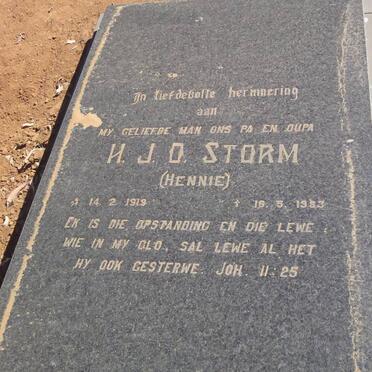 In liefdevolle herinnering
aan
MY GELIEFDE MAN ONS PA EN OUPA
H. J. O. STORM
(HENNIE)
* 14. 2. 1919 † 16. 5. 1983
EK IS DIE OPSTANDING EN DIE LEWE;
WIE IN MY GLO, SAL LEWE AL HET
HY OOK GESTERWE. JOH. 11:25